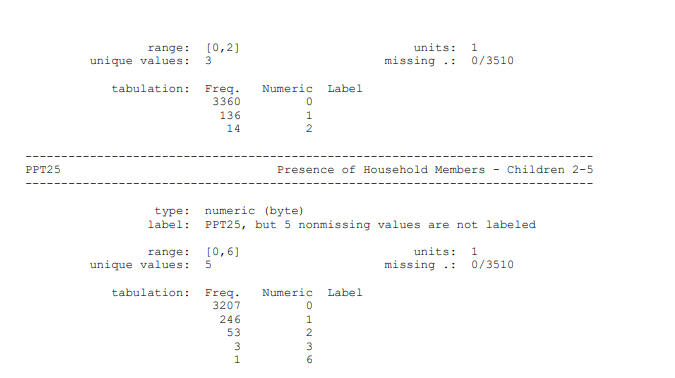 range: [0,2] units: 1
unique values: 3 missing .: 0/3510
tabulation: Freq. Numeric Label
3360 0
136 1
14 2
--------------------------------------------------------------------------------
PPT25 Presence of Household Members - Children 2-5
--------------------------------------------------------------------------------
type: numeric (byte)
label: PPT25, but 5 nonmissing values are not labeled
range: [0,6] units: 1
unique values: 5 missing .: 0/3510
tabulation: Freq. Numeric Label
3207 0
246 1
53 2
3 3
1 6